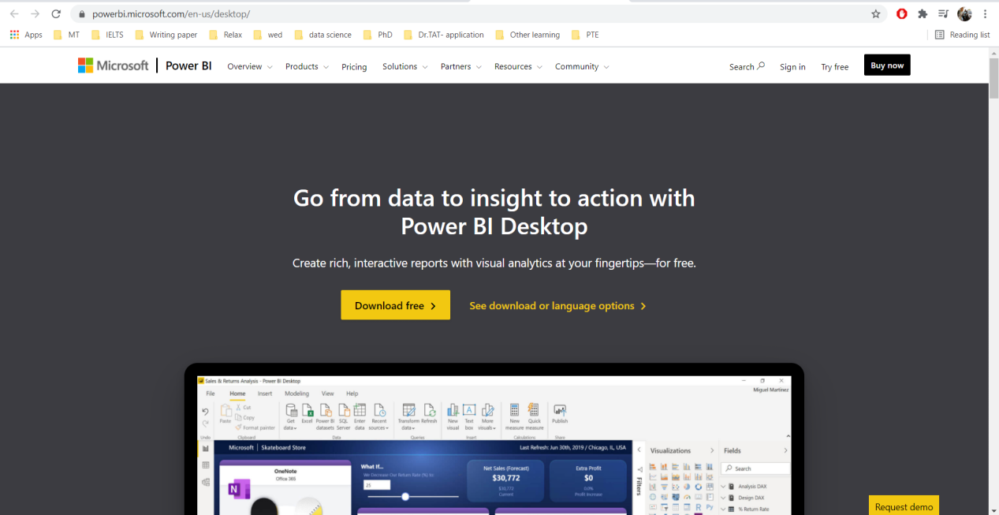 powerbi.microsoft.com/en-us/desktop/
Apps MT IELTS Writing paper Relax wed data science PhD Dr.TAT- application Other learning PTE Reading list
Microsoft Power BI Overview Products Pricing Solutions Partners Resources Community Search Sign in Try free Buy now
Go from data to insight to action with
Power BI Desktop
Create rich, interactive reports with visual analytics at your fingertips—for free.
Download free
See download or language options
Sales & Returns Analysis - Power BI Desktop
Miguel Martinez
File Home Insert Modeling View Help
Cut
Copy
Format painter
Paste
Get data
Excel
Power BI datasets
SQL Server
Enter data
Recent sources
Transform data
Refresh
New visual
Text box
More visuals
New measure
Quick measure
Publish
Undo Clipboard Data Queries Insert Calculations Share
Microsoft Skateboard Store
Last Refresh: Jun 30th, 2019 / Chicago, IL, USA
OneNote
Office 365
N
What If...
We Decrease Our Return Rate (%) to:
25
Net Sales (Forecast)
$30,772
$30,772
Current
Extra Profit
$0
0.0%
Profit Increase
Filters
Visualizations
R Py
Fields
Search
Analysis DAX
Design DAX
% Return Rate
Request demo